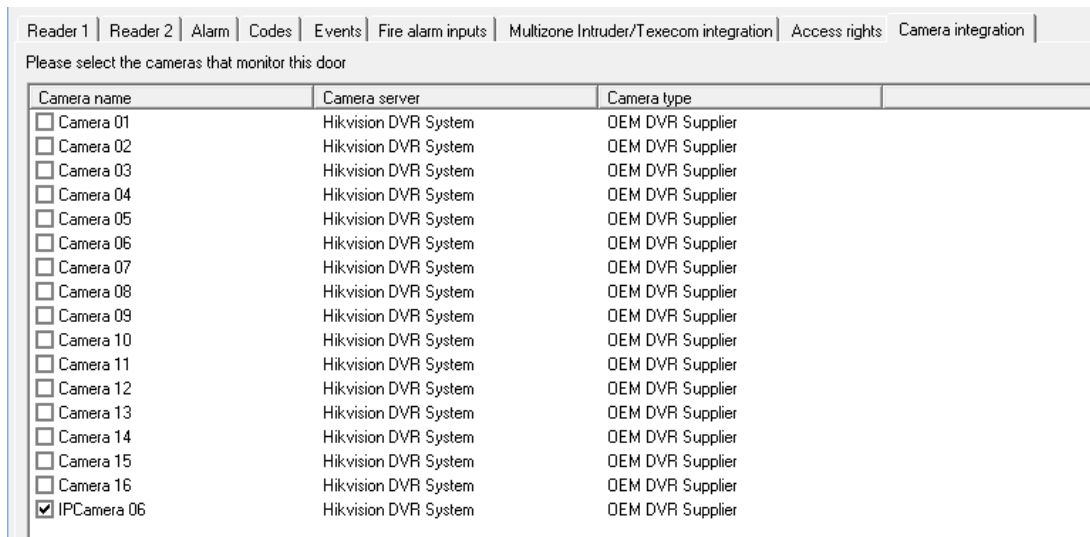 Reader 1 Reader 2 Alarm Codes Events Fire alarm inputs Multizone Intruder/Texecom integration Access rights Camera integration
Please select the cameras that monitor this door
Camera name Camera server Camera type
Camera 01 Hikvision DVR System OEM DVR Supplier
Camera 02 Hikvision DVR System OEM DVR Supplier
Camera 03 Hikvision DVR System OEM DVR Supplier
Camera 04 Hikvision DVR System OEM DVR Supplier
Camera 05 Hikvision DVR System OEM DVR Supplier
Camera 06 Hikvision DVR System OEM DVR Supplier
Camera 07 Hikvision DVR System OEM DVR Supplier
Camera 08 Hikvision DVR System OEM DVR Supplier
Camera 09 Hikvision DVR System OEM DVR Supplier
Camera 10 Hikvision DVR System OEM DVR Supplier
Camera 11 Hikvision DVR System OEM DVR Supplier
Camera 12 Hikvision DVR System OEM DVR Supplier
Camera 13 Hikvision DVR System OEM DVR Supplier
Camera 14 Hikvision DVR System OEM DVR Supplier
Camera 15 Hikvision DVR System OEM DVR Supplier
Camera 16 Hikvision DVR System OEM DVR Supplier
IPCamera 06 Hikvision DVR System OEM DVR Supplier